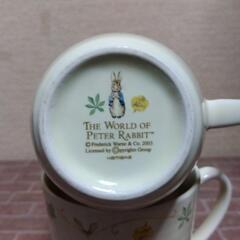 THE WORLD OF
PETER RABBIT™
© Frederick Warne & Co. 2003
Licensed by Copyrights Group